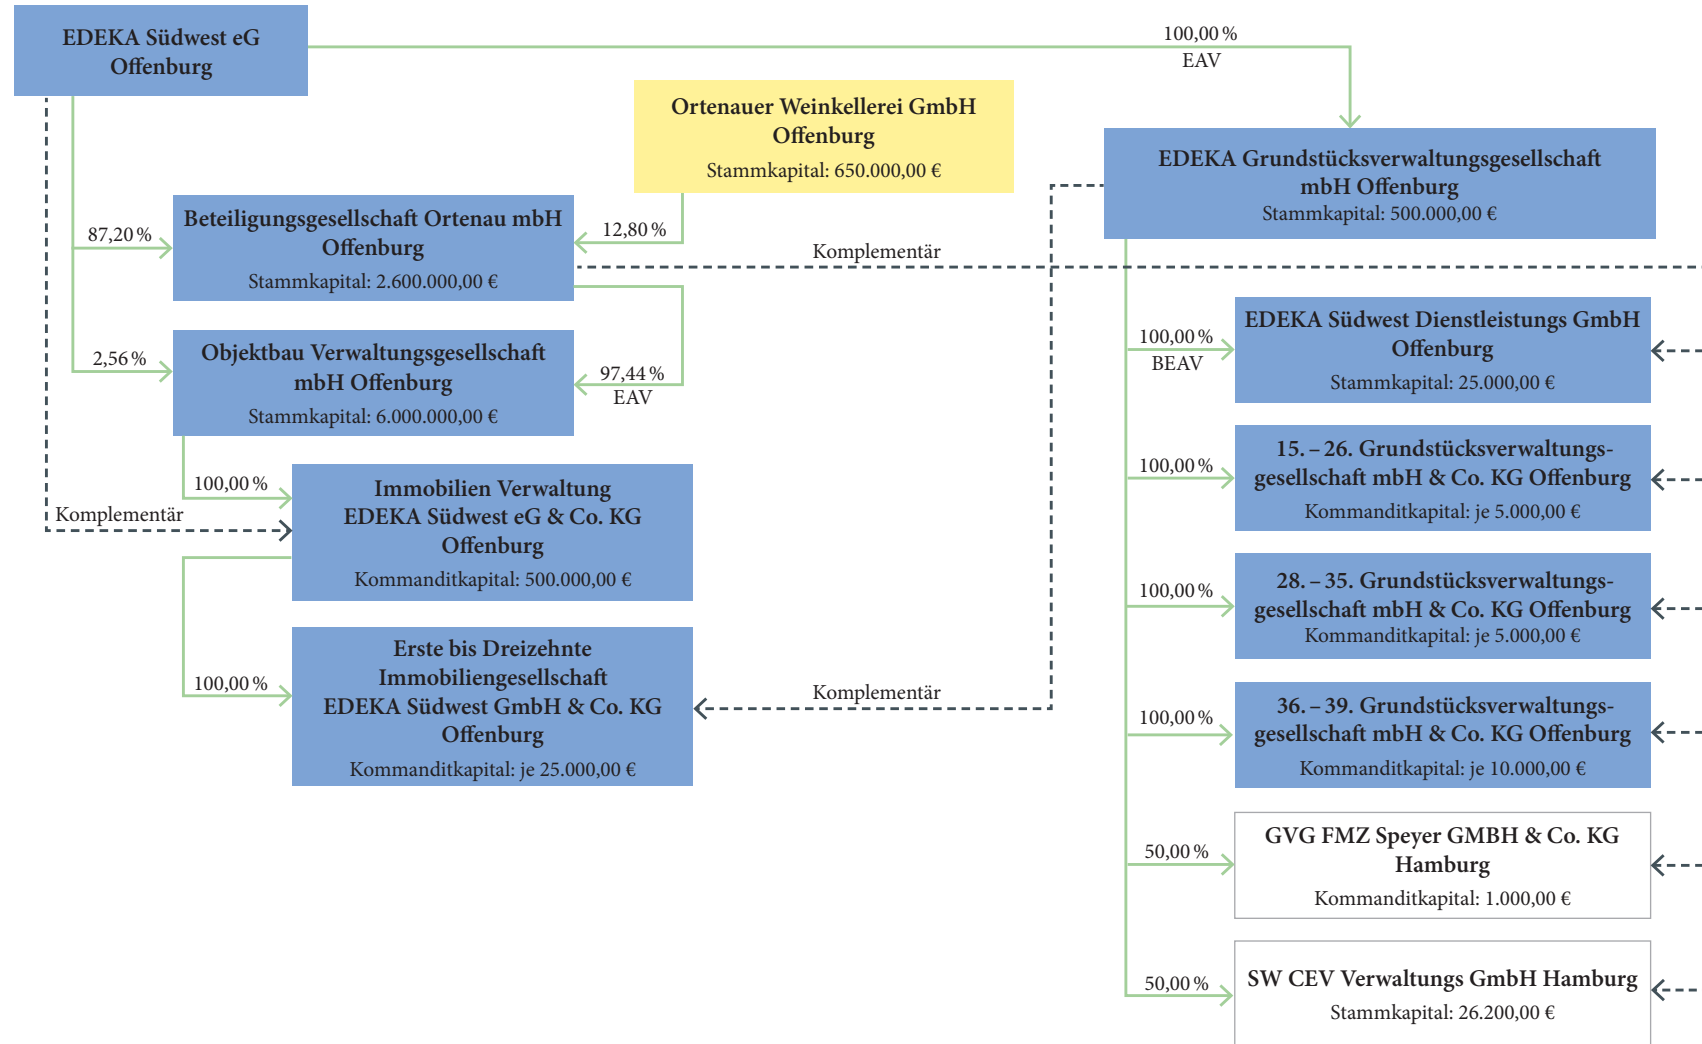 EDEKA Südwest eG
Offenburg
100,00 %
EAV
Ortenauer Weinkellerei GmbH
Offenburg
Stammkapital: 650.000,00 €
EDEKA Grundstücksverwaltungsgesellschaft
mbH Offenburg
Stammkapital: 500.000,00 €
87,20 %
Beteiligungsgesellschaft Ortenau mbH
Offenburg
Stammkapital: 2.600.000,00 €
12,80 %
Komplementär
2,56 %
Objektbau Verwaltungsgesellschaft
mbH Offenburg
Stammkapital: 6.000.000,00 €
97,44 %
EAV
100,00 %
Komplementär
Immobilien Verwaltung
EDEKA Südwest eG & Co. KG
Offenburg
Kommanditkapital: 500.000,00 €
100,00 %
Erste bis Dreizehnte
Immobiliengesellschaft
EDEKA Südwest GmbH & Co. KG
Offenburg
Kommanditkapital: je 25.000,00 €
Komplementär
100,00 %
BEAV
EDEKA Südwest Dienstleistungs GmbH
Offenburg
Stammkapital: 25.000,00 €
100,00 %
15. – 26. Grundstücksverwaltungs-
gesellschaft mbH & Co. KG Offenburg
Kommanditkapital: je 5.000,00 €
100,00 %
28. – 35. Grundstücksverwaltungs-
gesellschaft mbH & Co. KG Offenburg
Kommanditkapital: je 5.000,00 €
100,00 %
36. – 39. Grundstücksverwaltungs-
gesellschaft mbH & Co. KG Offenburg
Kommanditkapital: je 10.000,00 €
50,00 %
GVG FMZ Speyer GMBH & Co. KG
Hamburg
Kommanditkapital: 1.000,00 €
50,00 %
SW CEV Verwaltungs GmbH Hamburg
Stammkapital: 26.200,00 €